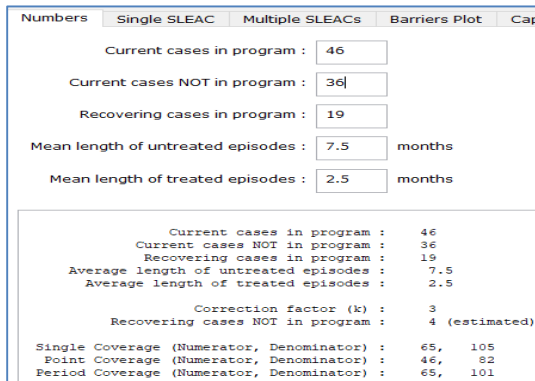 Numbers Single SLEAC Multiple SLEACs Barriers Plot Cap
Current cases in program : 46
Current cases NOT in program : 36
Recovering cases in program : 19
Mean length of untreated episodes : 7.5 months
Mean length of treated episodes : 2.5 months
Current cases in program : 46
Current cases NOT in program : 36
Recovering cases in program : 19
Average length of untreated episodes : 7.5
Average length of treated episodes : 2.5
Correction factor (k) : 3
Recovering cases NOT in program : 4 (estimated)
Single Coverage (Numerator, Denominator) : 65, 105
Point Coverage (Numerator, Denominator) : 46, 82
Period Coverage (Numerator, Denominator) : 65, 101